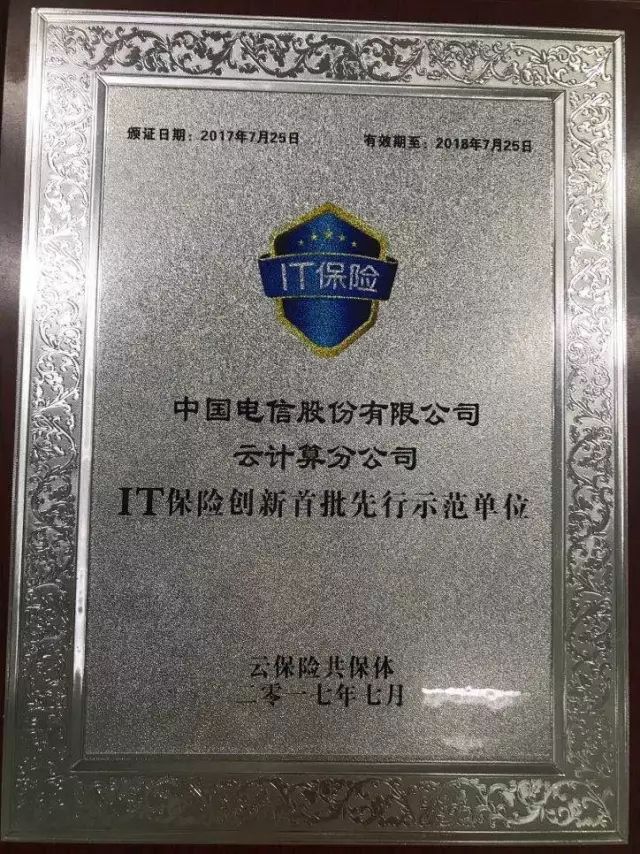 颁证日期：2017年7月25日 有效期至：2018年7月25日
IT保险
中国电信股份有限公司
云计算分公司
IT保险创新首批先行示范单位
云保险共保体
二零一七年七月